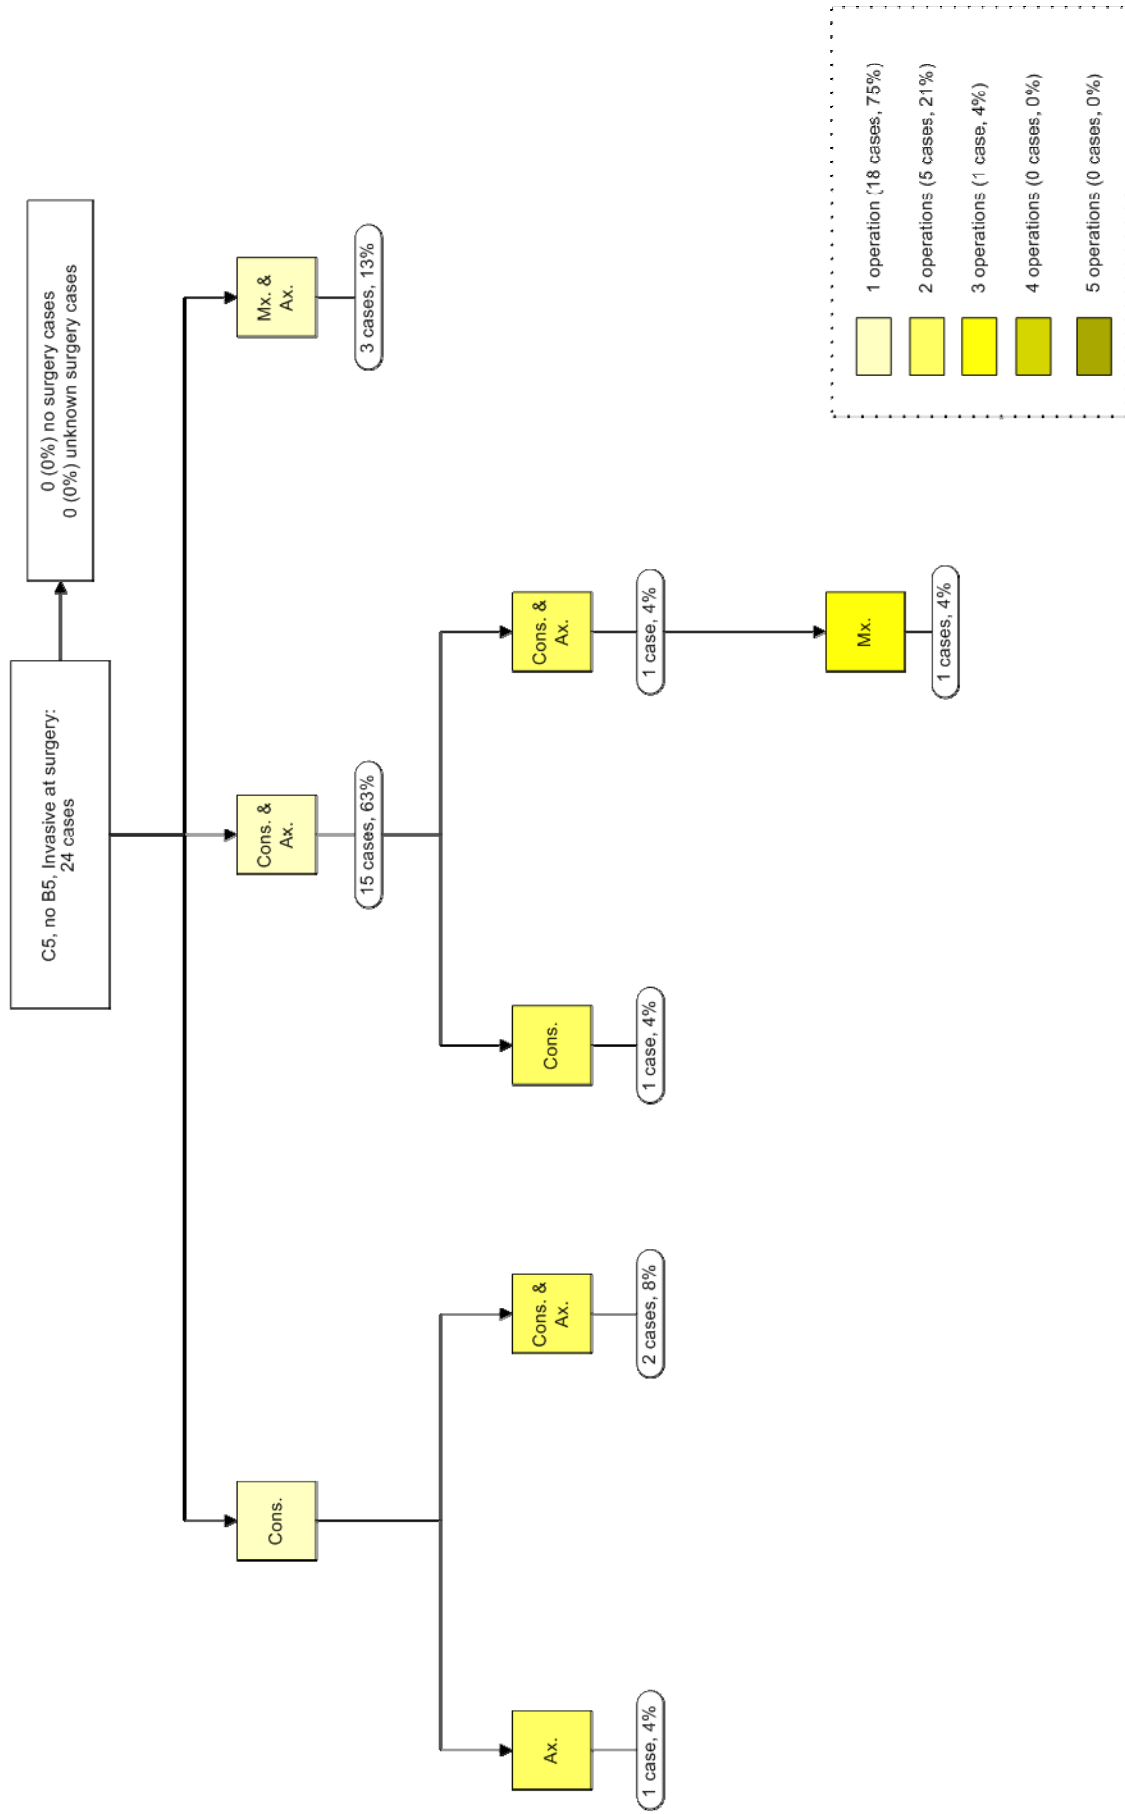 C5, no B5, Invasive at surgery:
24 cases
0 (0%) no surgery cases
0 (0%) unknown surgery cases
Cons.
Cons. &
Ax.
Mx. &
Ax.
15 cases, 63%
3 cases, 13%
Ax.
Cons. &
Ax.
Cons.
Cons. &
Ax.
1 case, 4%
2 cases, 8%
1 case, 4%
1 case, 4%
Mx.
1 cases, 4%
1 operation (18 cases, 75%)
2 operations (5 cases, 21%)
3 operations (1 case, 4%)
4 operations (0 cases, 0%)
5 operations (0 cases, 0%)